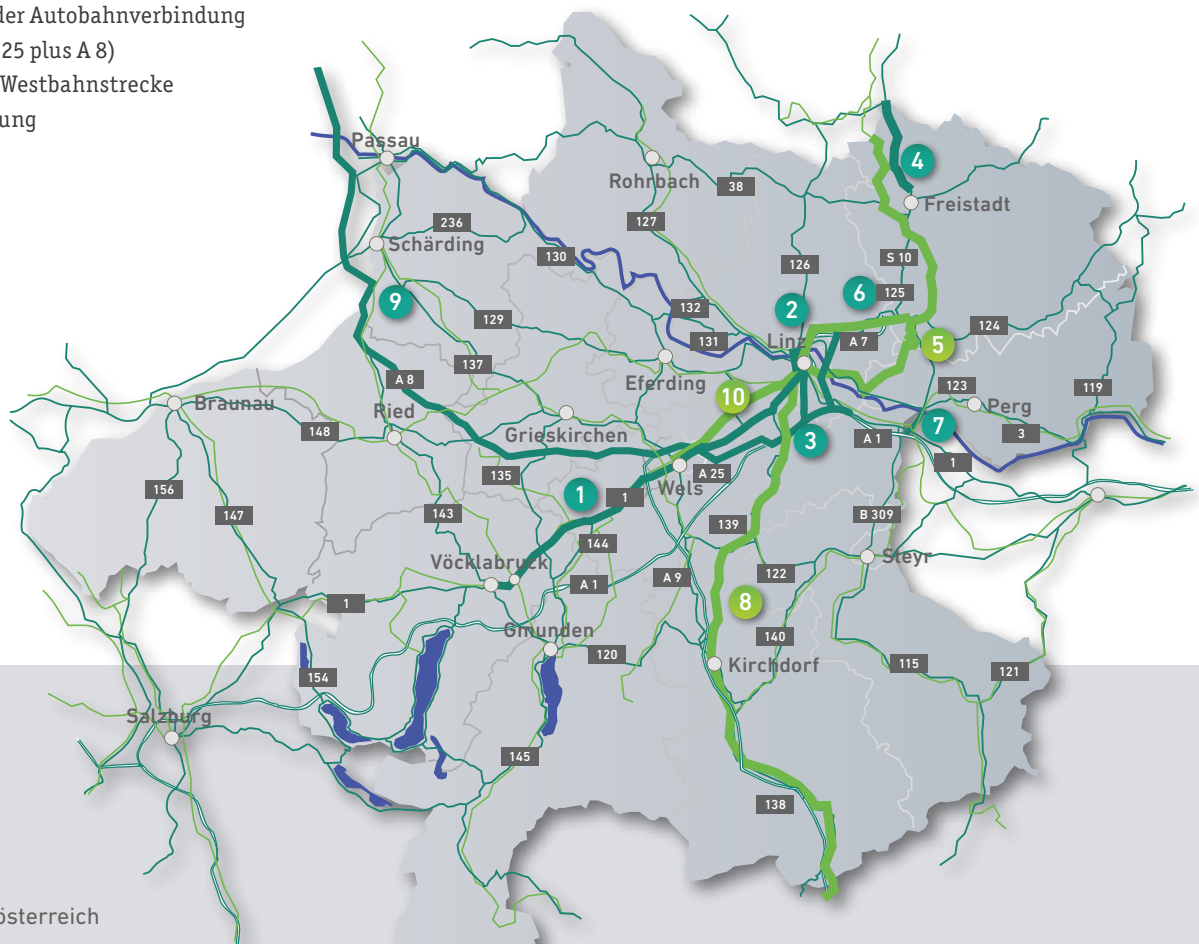 der Autobahnverbindung
25 plus A 8)
Westbahnstrecke
ung
Passau
4
Rohrbach
38
Freistadt
236
127
Schärding
130
126
S 10
6
125
9
2
132
129
124
131
Linz
A 7
5
137
Eferding
A 8
123
119
10
Braunau
Ried
Perg
148
Grieskirchen
7
3
3
A 1
1
135
A 25
Wels
156
1
1
147
143
139
B 309
144
Vöcklabruck
Steyr
A 1
A 9
122
1
8
Gmunden
140
120
Kirchdorf
115
121
154
Salzburg
145
138
österreich